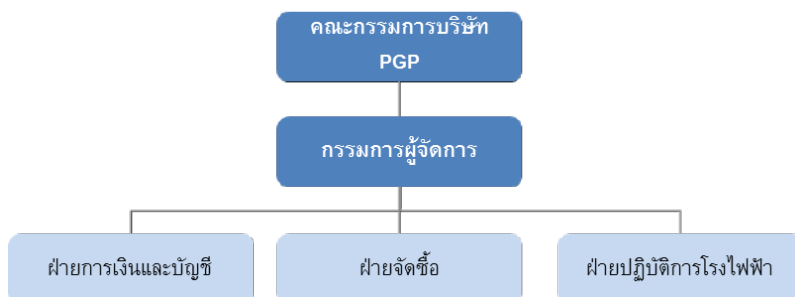 คณะกรรมการบริษัท
PGP
กรรมการผู้จัดการ
ฝ่ายการเงินและบัญชี
ฝ่ายจัดซื้อ
ฝ่ายปฏิบัติการโรงไฟฟ้า